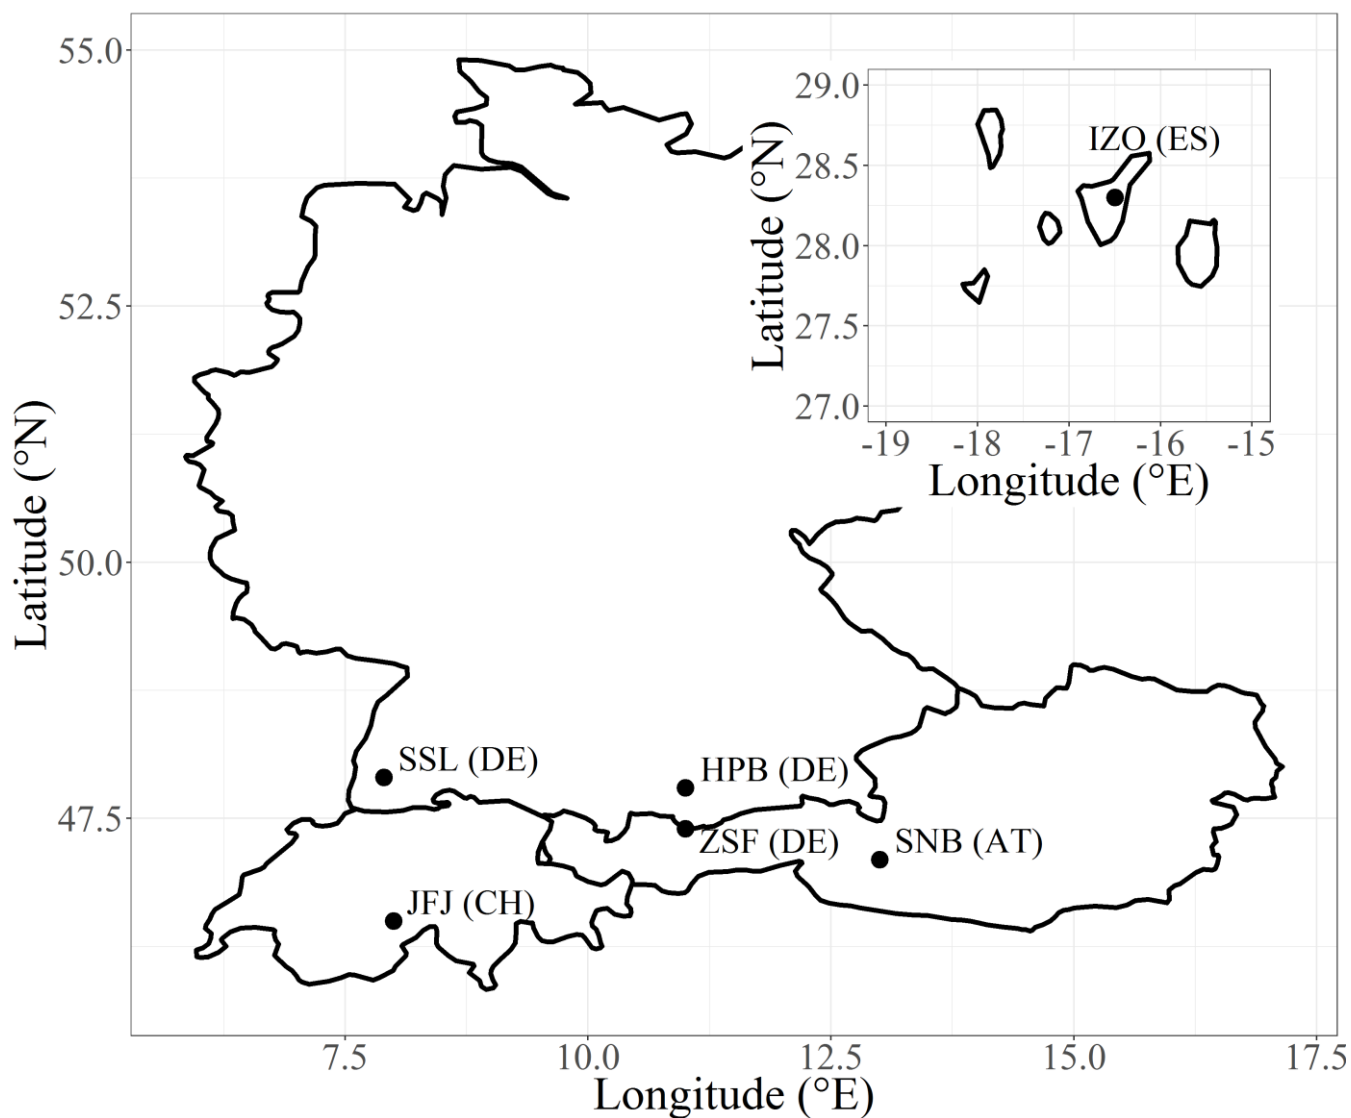 55.0
52.5
50.0
47.5
Latitude (°N)
7.5
10.0
12.5
15.0
17.5
Longitude (°E)
SSL (DE)
HPB (DE)
ZSF (DE)
SNB (AT)
JFJ (CH)
29.0
28.5
28.0
27.5
27.0
Latitude (°N)
IZO (ES)
-19
-18
-17
-16
-15
Longitude (°E)